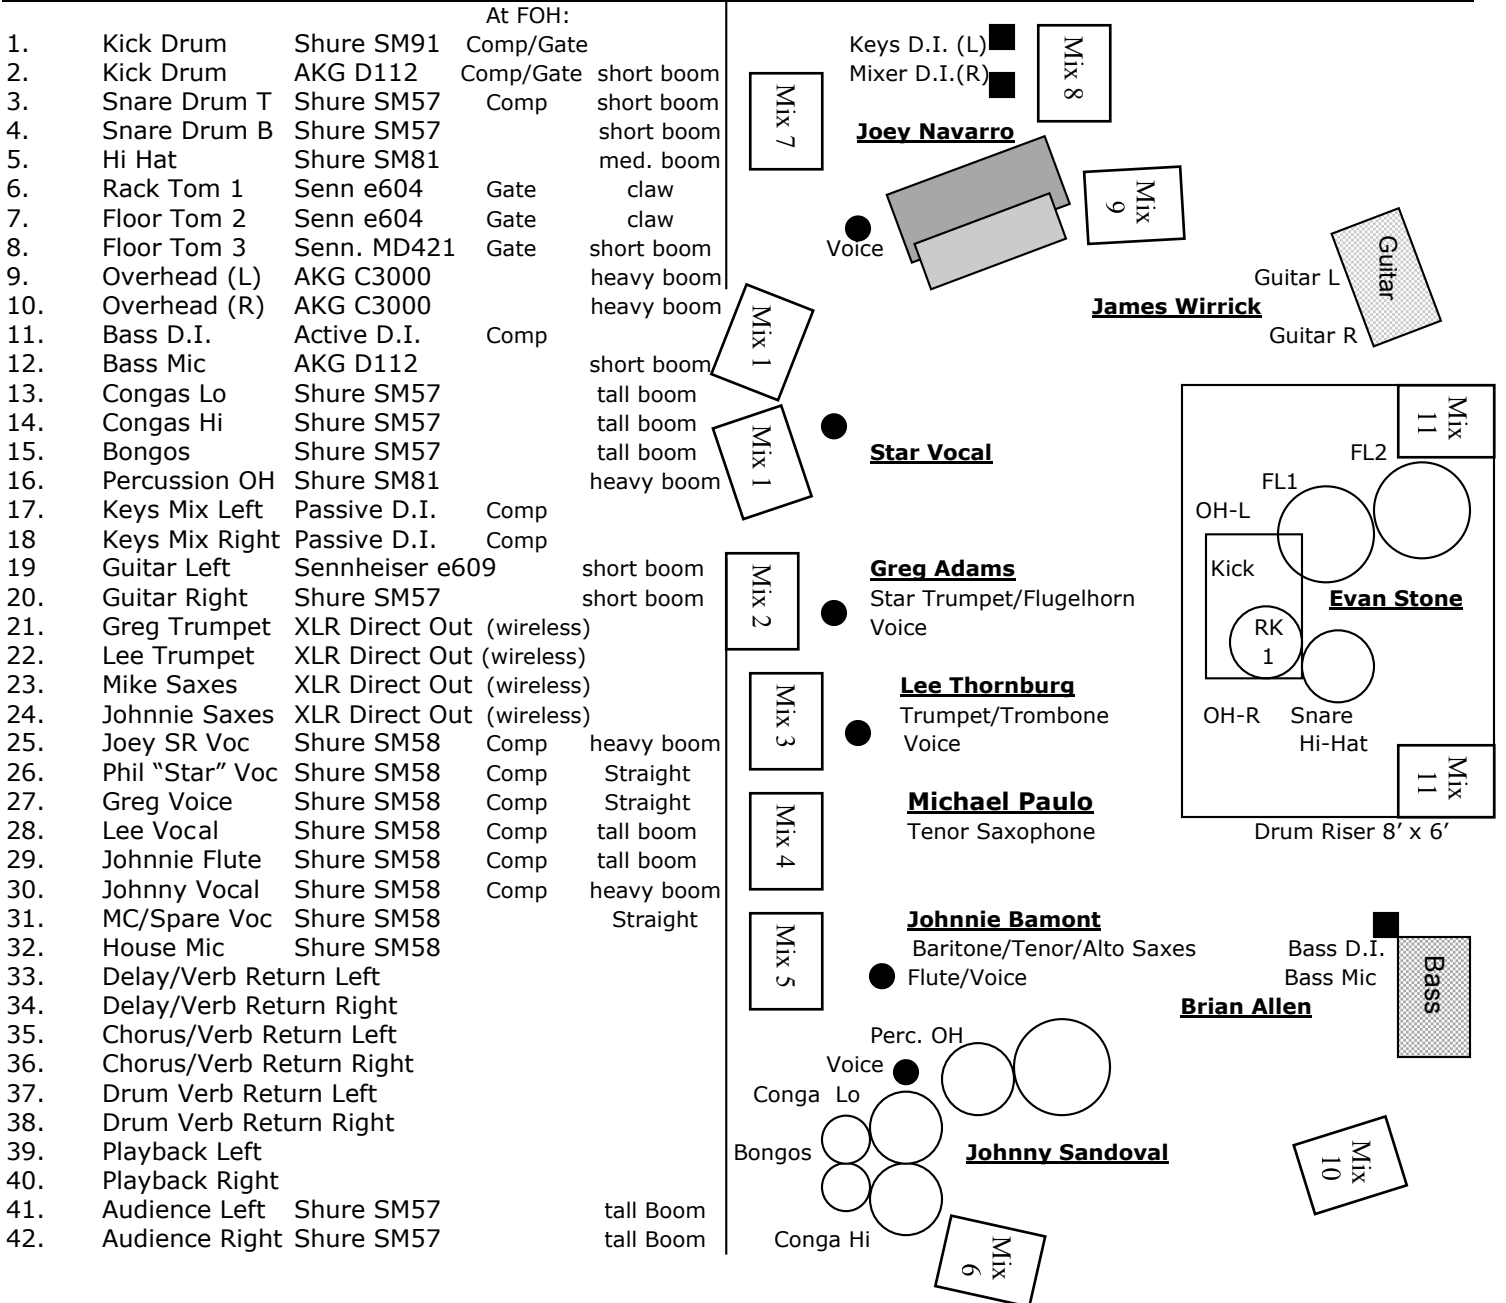 At FOH:
1. Kick Drum Shure SM91 Comp/Gate
2. Kick Drum AKG D112 Comp/Gate short boom
3. Snare Drum T Shure SM57 Comp short boom
4. Snare Drum B Shure SM57 short boom
5. Hi Hat Shure SM81 med. boom
6. Rack Tom 1 Senn e604 Gate claw
7. Floor Tom 2 Senn e604 Gate claw
8. Floor Tom 3 Senn. MD421 Gate short boom
9. Overhead (L) AKG C3000 heavy boom
10. Overhead (R) AKG C3000 heavy boom
11. Bass D.I. Active D.I. Comp
12. Bass Mic AKG D112 short boom
13. Congas Lo Shure SM57 tall boom
14. Congas Hi Shure SM57 tall boom
15. Bongos Shure SM57 tall boom
16. Percussion OH Shure SM81 heavy boom
17. Keys Mix Left Passive D.I. Comp
18 Keys Mix Right Passive D.I. Comp
19 Guitar Left Sennheiser e609 short boom
20. Guitar Right Shure SM57 short boom
21. Greg Trumpet XLR Direct Out (wireless)
22. Lee Trumpet XLR Direct Out (wireless)
23. Mike Saxes XLR Direct Out (wireless)
24. Johnnie Saxes XLR Direct Out (wireless)
25. Joey SR Voc Shure SM58 Comp heavy boom
26. Phil “Star” Voc Shure SM58 Comp Straight
27. Greg Voice Shure SM58 Comp Straight
28. Lee Vocal Shure SM58 Comp tall boom
29. Johnnie Flute Shure SM58 Comp tall boom
30. Johnny Vocal Shure SM58 Comp heavy boom
31. MC/Spare Voc Shure SM58 Straight
32. House Mic Shure SM58
33. Delay/Verb Return Left
34. Delay/Verb Return Right
35. Chorus/Verb Return Left
36. Chorus/Verb Return Right
37. Drum Verb Return Left
38. Drum Verb Return Right
39. Playback Left
40. Playback Right
41. Audience Left Shure SM57 tall Boom
42. Audience Right Shure SM57 tall Boom
Keys D.I. (L)
Mixer D.I.(R)
Mix 8
Mix 7
Joey Navarro
Mix
9
Voice
Guitar
Guitar L
James Wirrick
Guitar R
Mix 1
Mix 1
Star Vocal
Mix
11
FL2
FL1
OH-L
Kick
Evan Stone
RK
1
OH-R
Snare
Hi-Hat
Mix
11
Drum Riser 8’ x 6’
Mix 2
Greg Adams
Star Trumpet/Flugelhorn
Voice
Mix 3
Lee Thornburg
Trumpet/Trombone
Voice
Mix 4
Michael Paulo
Tenor Saxophone
Mix 5
Johnnie Bamont
Baritone/Tenor/Alto Saxes
Flute/Voice
Bass D.I.
Bass Mic
Bass
Brian Allen
Perc. OH
Voice
Conga Lo
Bongos
Johnny Sandoval
Conga Hi
Mix
6
Mix
10